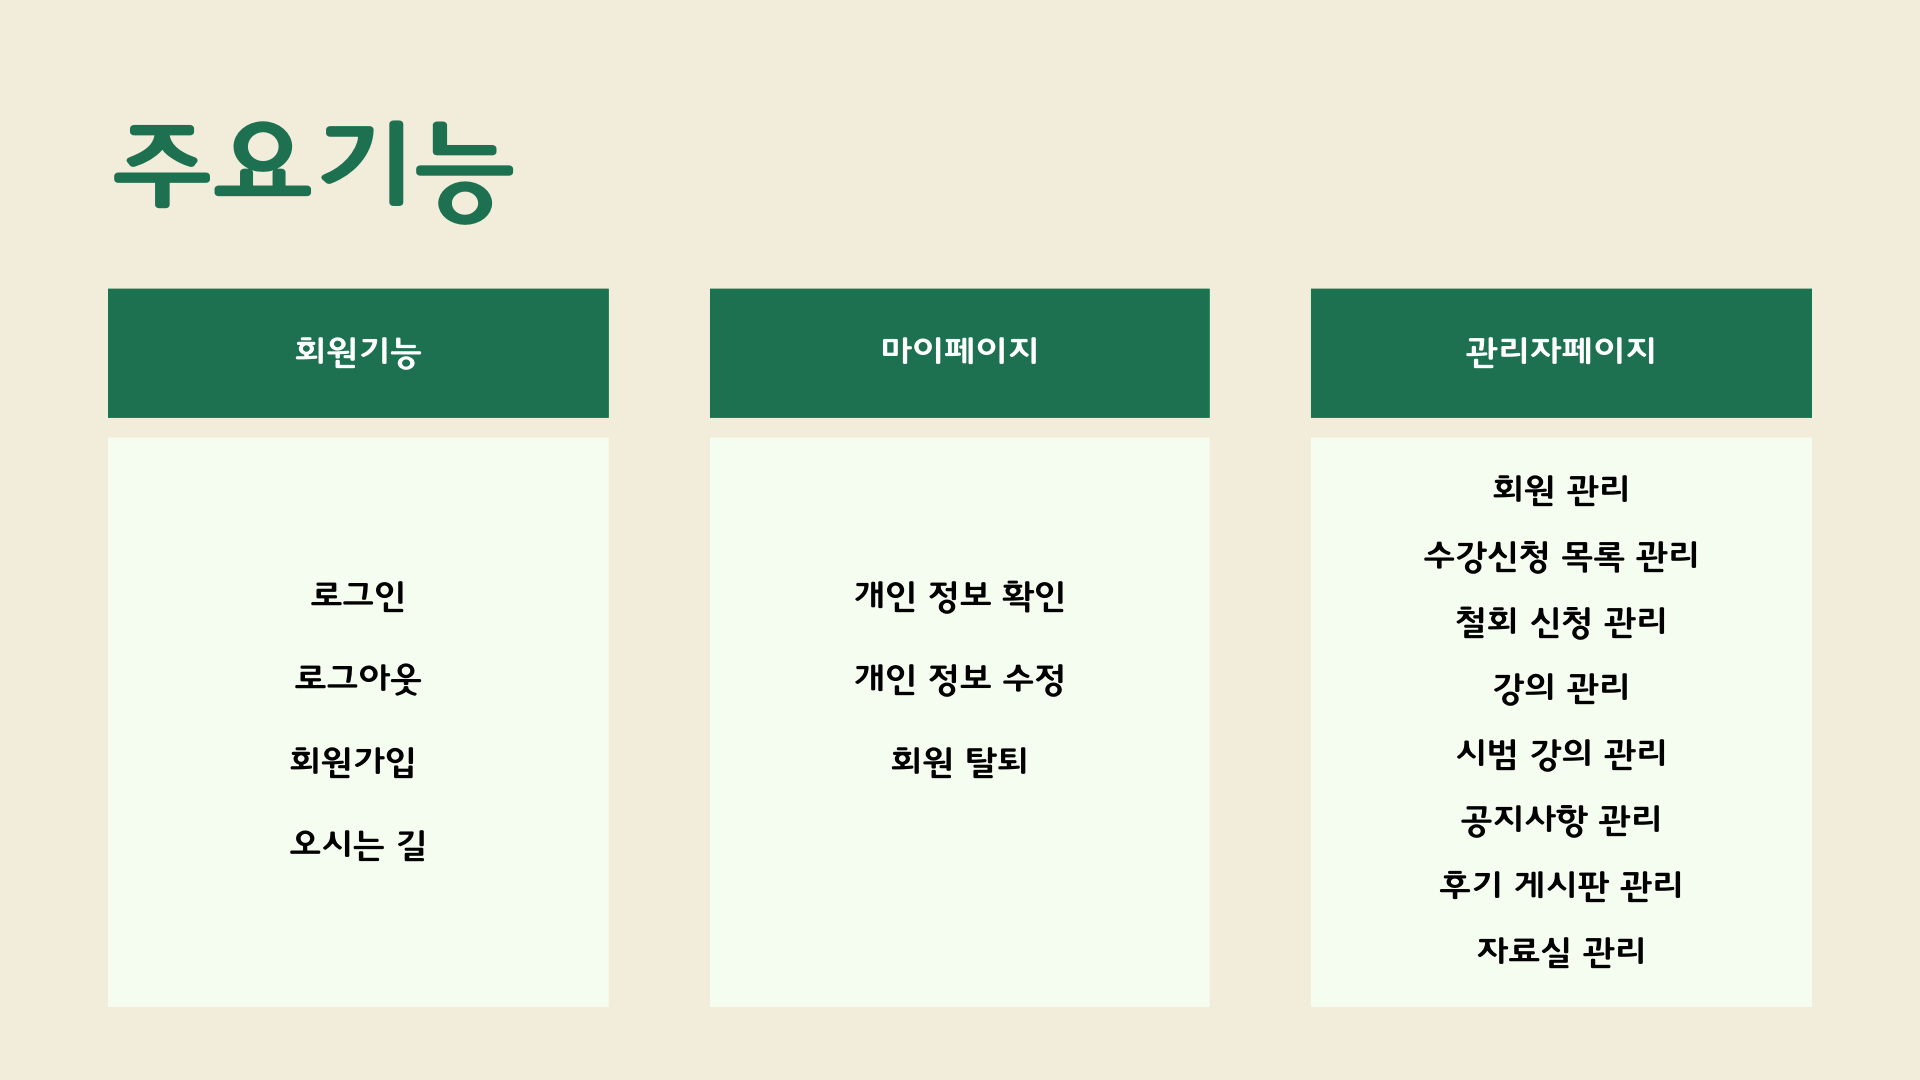 주요기능
회원기능
로그인
로그아웃
회원가입
오시는 길
마이페이지
개인 정보 확인
개인 정보 수정
회원 탈퇴
관리자페이지
회원 관리
수강신청 목록 관리
철회 신청 관리
강의 관리
시범 강의 관리
공지사항 관리
후기 게시판 관리
자료실 관리